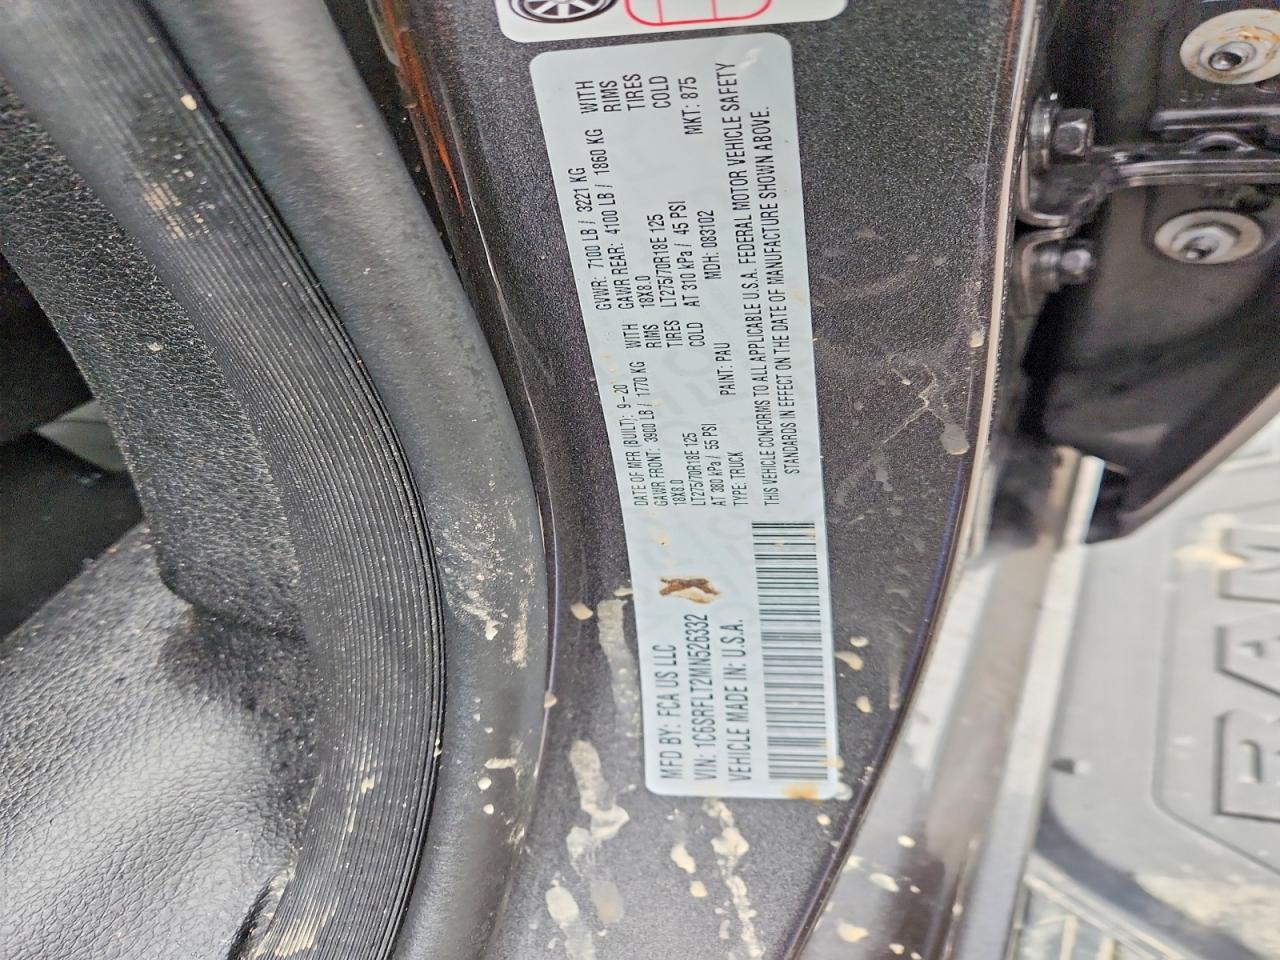 MFD BY: FCA US LLC
VIN: 1C6SRFLT2MN526332
VEHICLE MADE IN: U.S.A.
DATE OF MFR (BUILT): 9-20 GVWR: 7100 LB / 3221 KG
GAWR FRONT: 3900 LB / 1770 KG WITH GAWR REAR: 4100 LB / 1860 KG WITH
18X8.0 RIMS 18X8.0 RIMS
LT275/70R18E 125 TIRES LT275/70R18E 125 TIRES
AT 380 kPa / 55 PSI COLD AT 310 kPa / 45 PSI COLD
TYPE: TRUCK PAINT: PAU MDH: 083102 MKT: 875
THIS VEHICLE CONFORMS TO ALL APPLICABLE U.S.A. FEDERAL MOTOR VEHICLE SAFETY
STANDARDS IN EFFECT ON THE DATE OF MANUFACTURE SHOWN ABOVE.
RAM